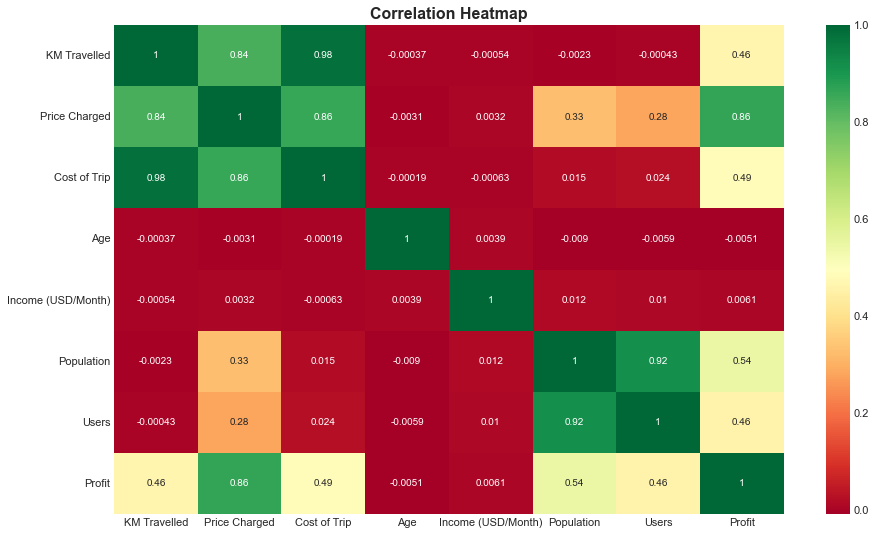 Correlation Heatmap
KM Travelled 1 0.84 0.98 -0.00037 -0.00054 -0.0023 -0.00043 0.46
Price Charged 0.84 1 0.86 -0.0031 0.0032 0.33 0.28 0.86
Cost of Trip 0.98 0.86 1 -0.00019 -0.00063 0.015 0.024 0.49
Age -0.00037 -0.0031 -0.00019 1 0.0039 -0.009 -0.0059 -0.0051
Income (USD/Month) -0.00054 0.0032 -0.00063 0.0039 1 0.012 0.01 0.0061
Population -0.0023 0.33 0.015 -0.009 0.012 1 0.92 0.54
Users -0.00043 0.28 0.024 -0.0059 0.01 0.92 1 0.46
Profit 0.46 0.86 0.49 -0.0051 0.0061 0.54 0.46 1
KM Travelled Price Charged Cost of Trip Age Income (USD/Month) Population Users Profit
1.0
0.8
0.6
0.4
0.2
0.0